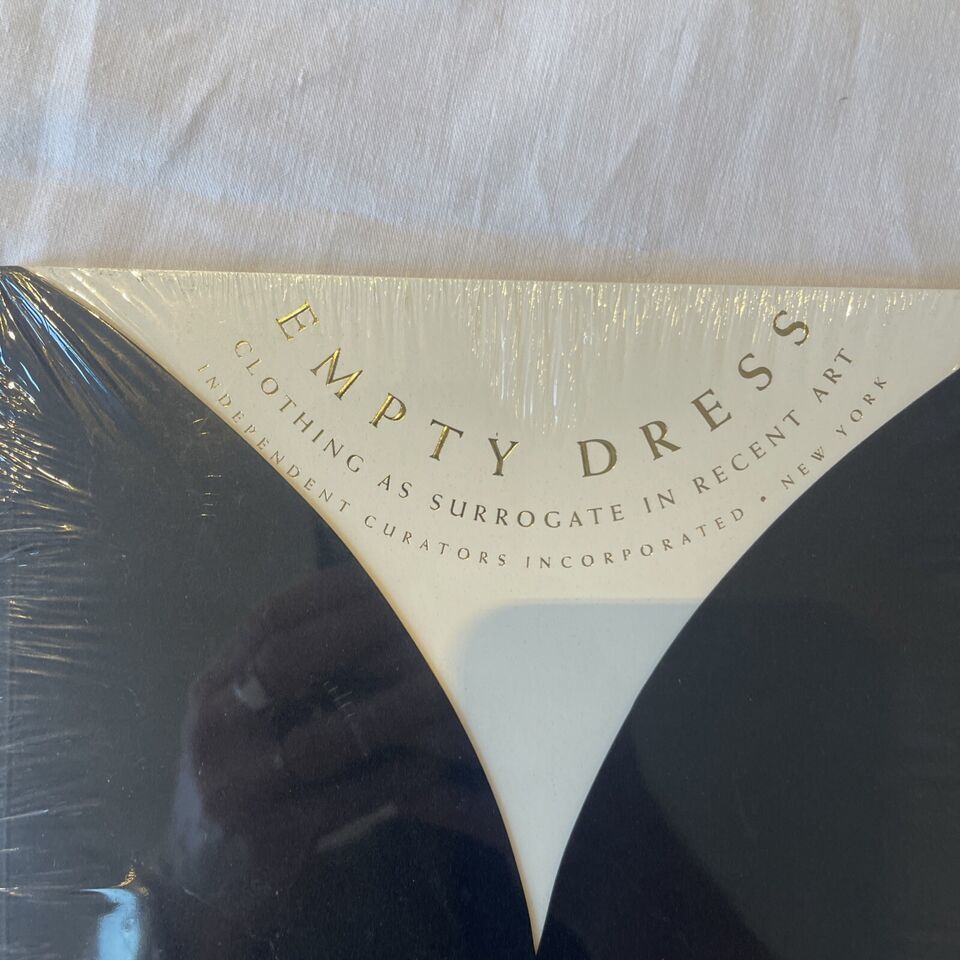 EMPTY DRESS
CLOTHING AS SURROGATE IN RECENT ART
INDEPENDENT CURATORS INCORPORATED • NEW YORK